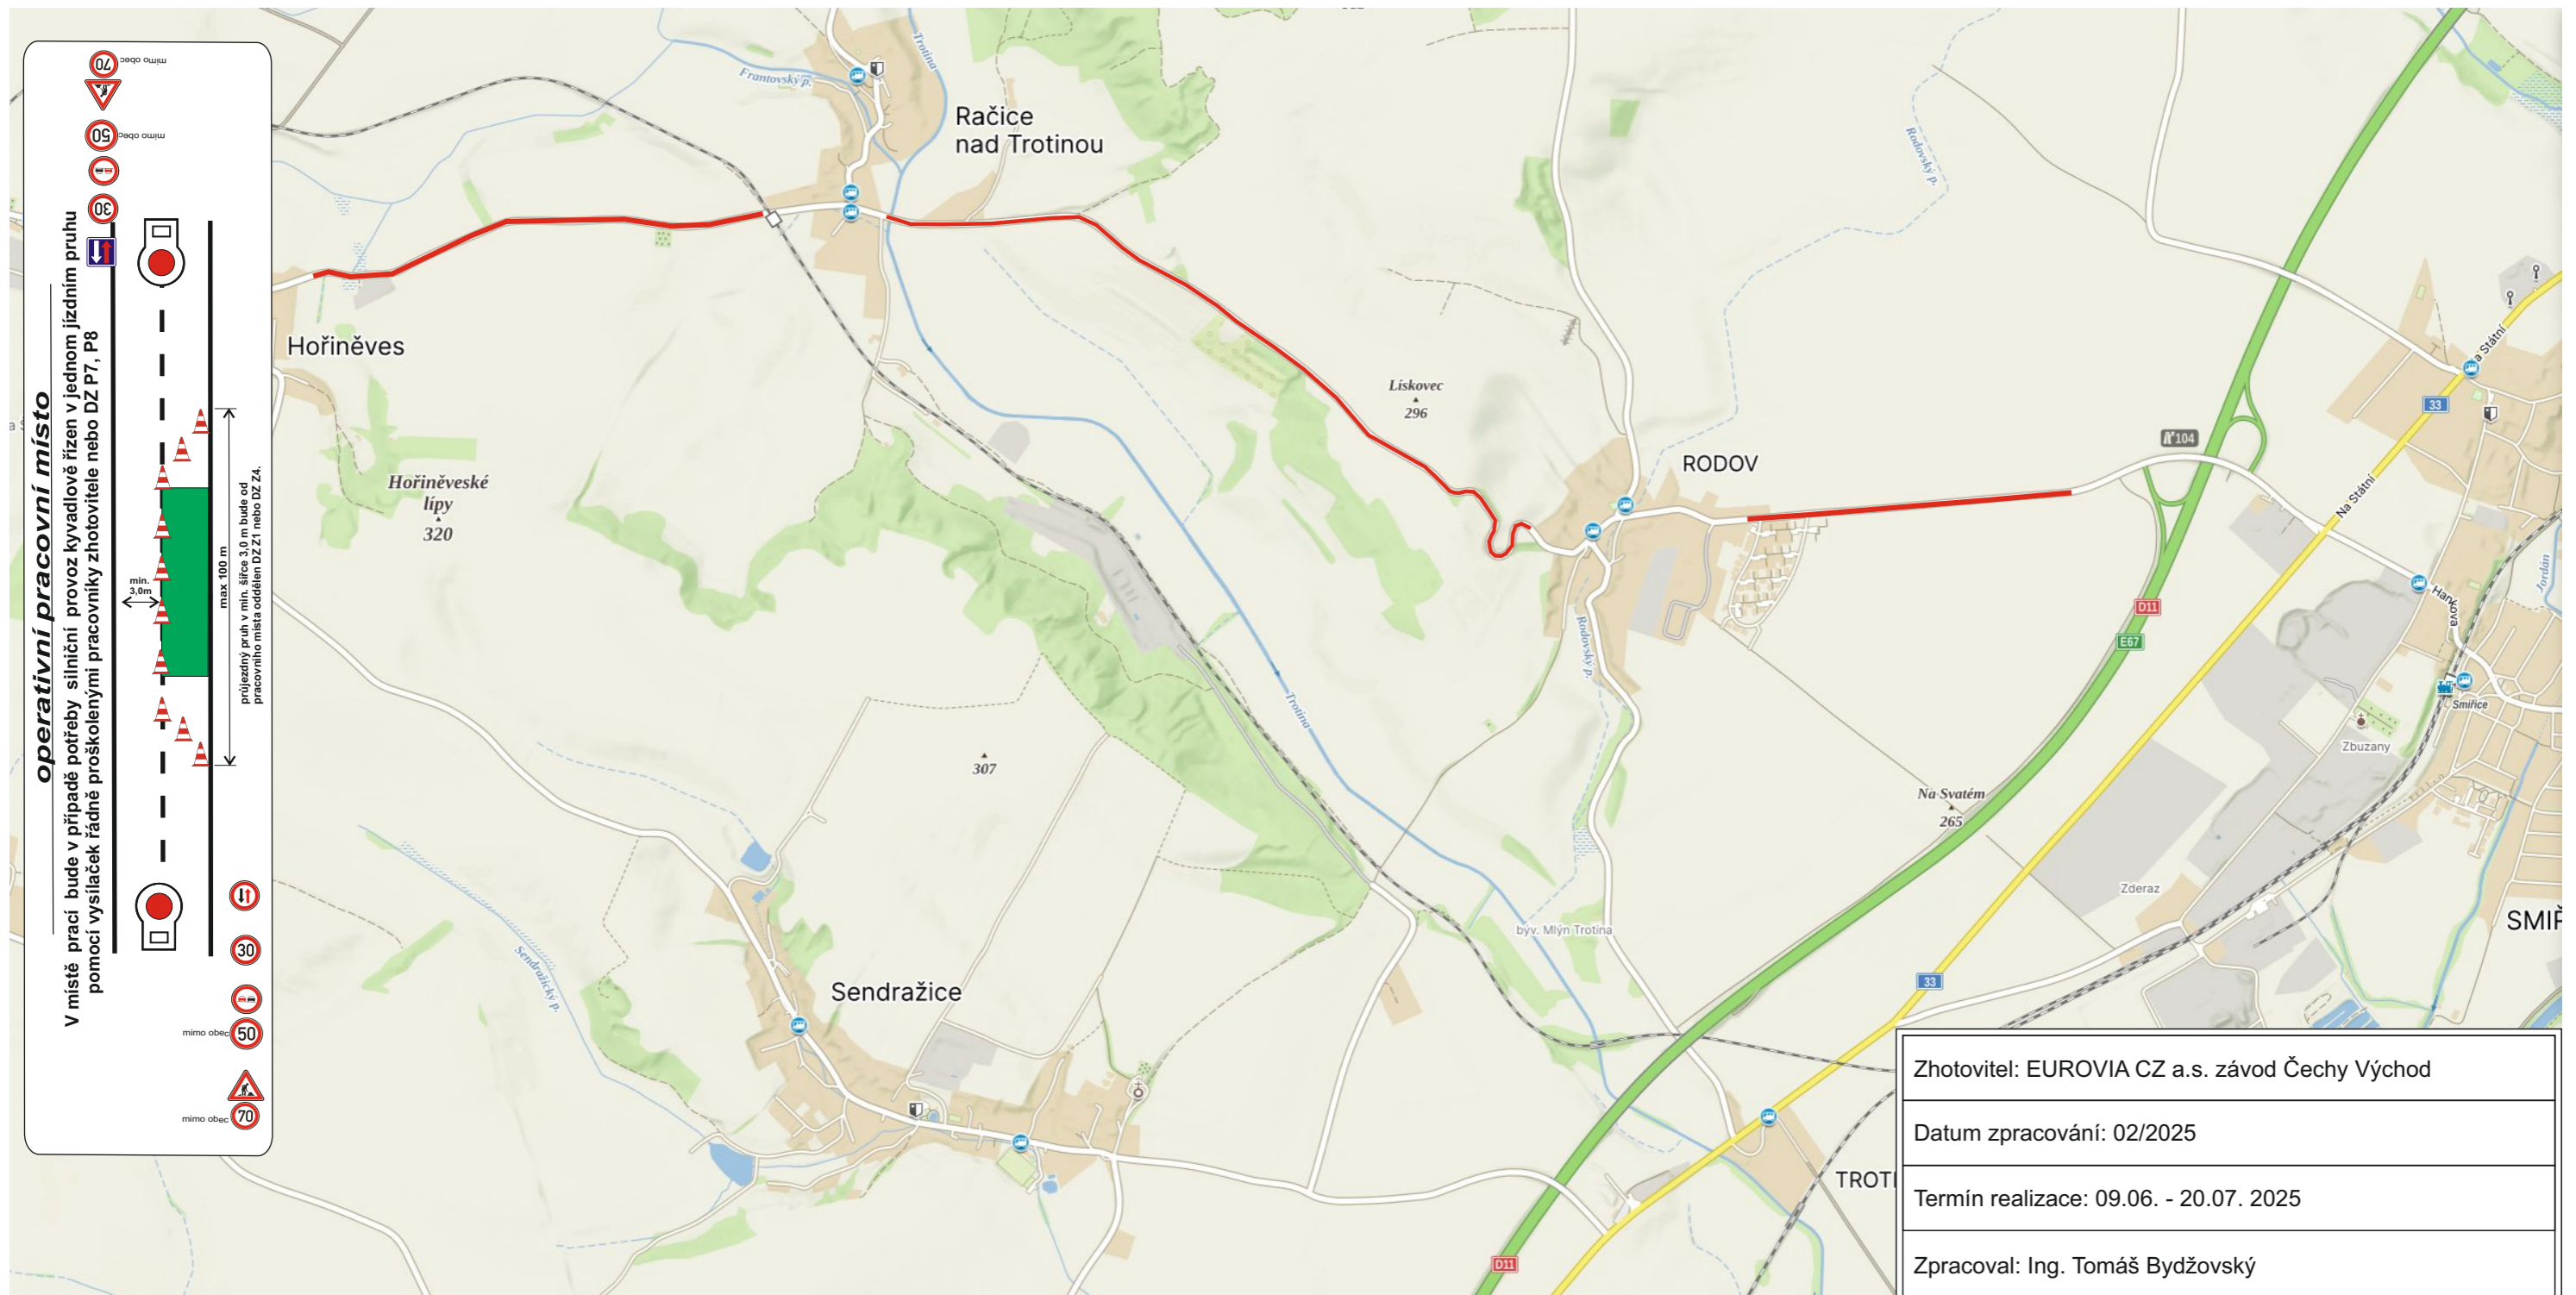 operativní pracovní místo
V místě prací bude v případě potřeby silniční provoz kyvadlově řízen v jednom jízdním pruhu
pomocí vysílaček řádně proškolenými pracovníky zhotovitele nebo DZ P7, P8
70
mimo obec
50
mimo obec
30
min.
3,0m
max 100 m
průjezdný pruh v min. šířce 3,0 m bude od
pracovního místa oddělen DZ Z1 nebo DZ Z4.
30
mimo obec
50
mimo obec
70
Frantovský p.
Trotina
Račice
nad Trotinou
Hořiněves
Hořiněveské
lípy
320
Lískovec
296
RODOV
Rodovský p.
Rodovský p.
104
Na Státní
a Státní
33
D11
E67
Hankova
Jordán
Smiřice
Zbuzany
Na Svatém
265
Zderaz
SMIŘ
307
Trotina
býv. Mlýn Trotina
33
Sendražický p.
Sendražice
TROTI
D11
Zhotovitel: EUROVIA CZ a.s. závod Čechy Východ
Datum zpracování: 02/2025
Termín realizace: 09.06. - 20.07. 2025
Zpracoval: Ing. Tomáš Bydžovský